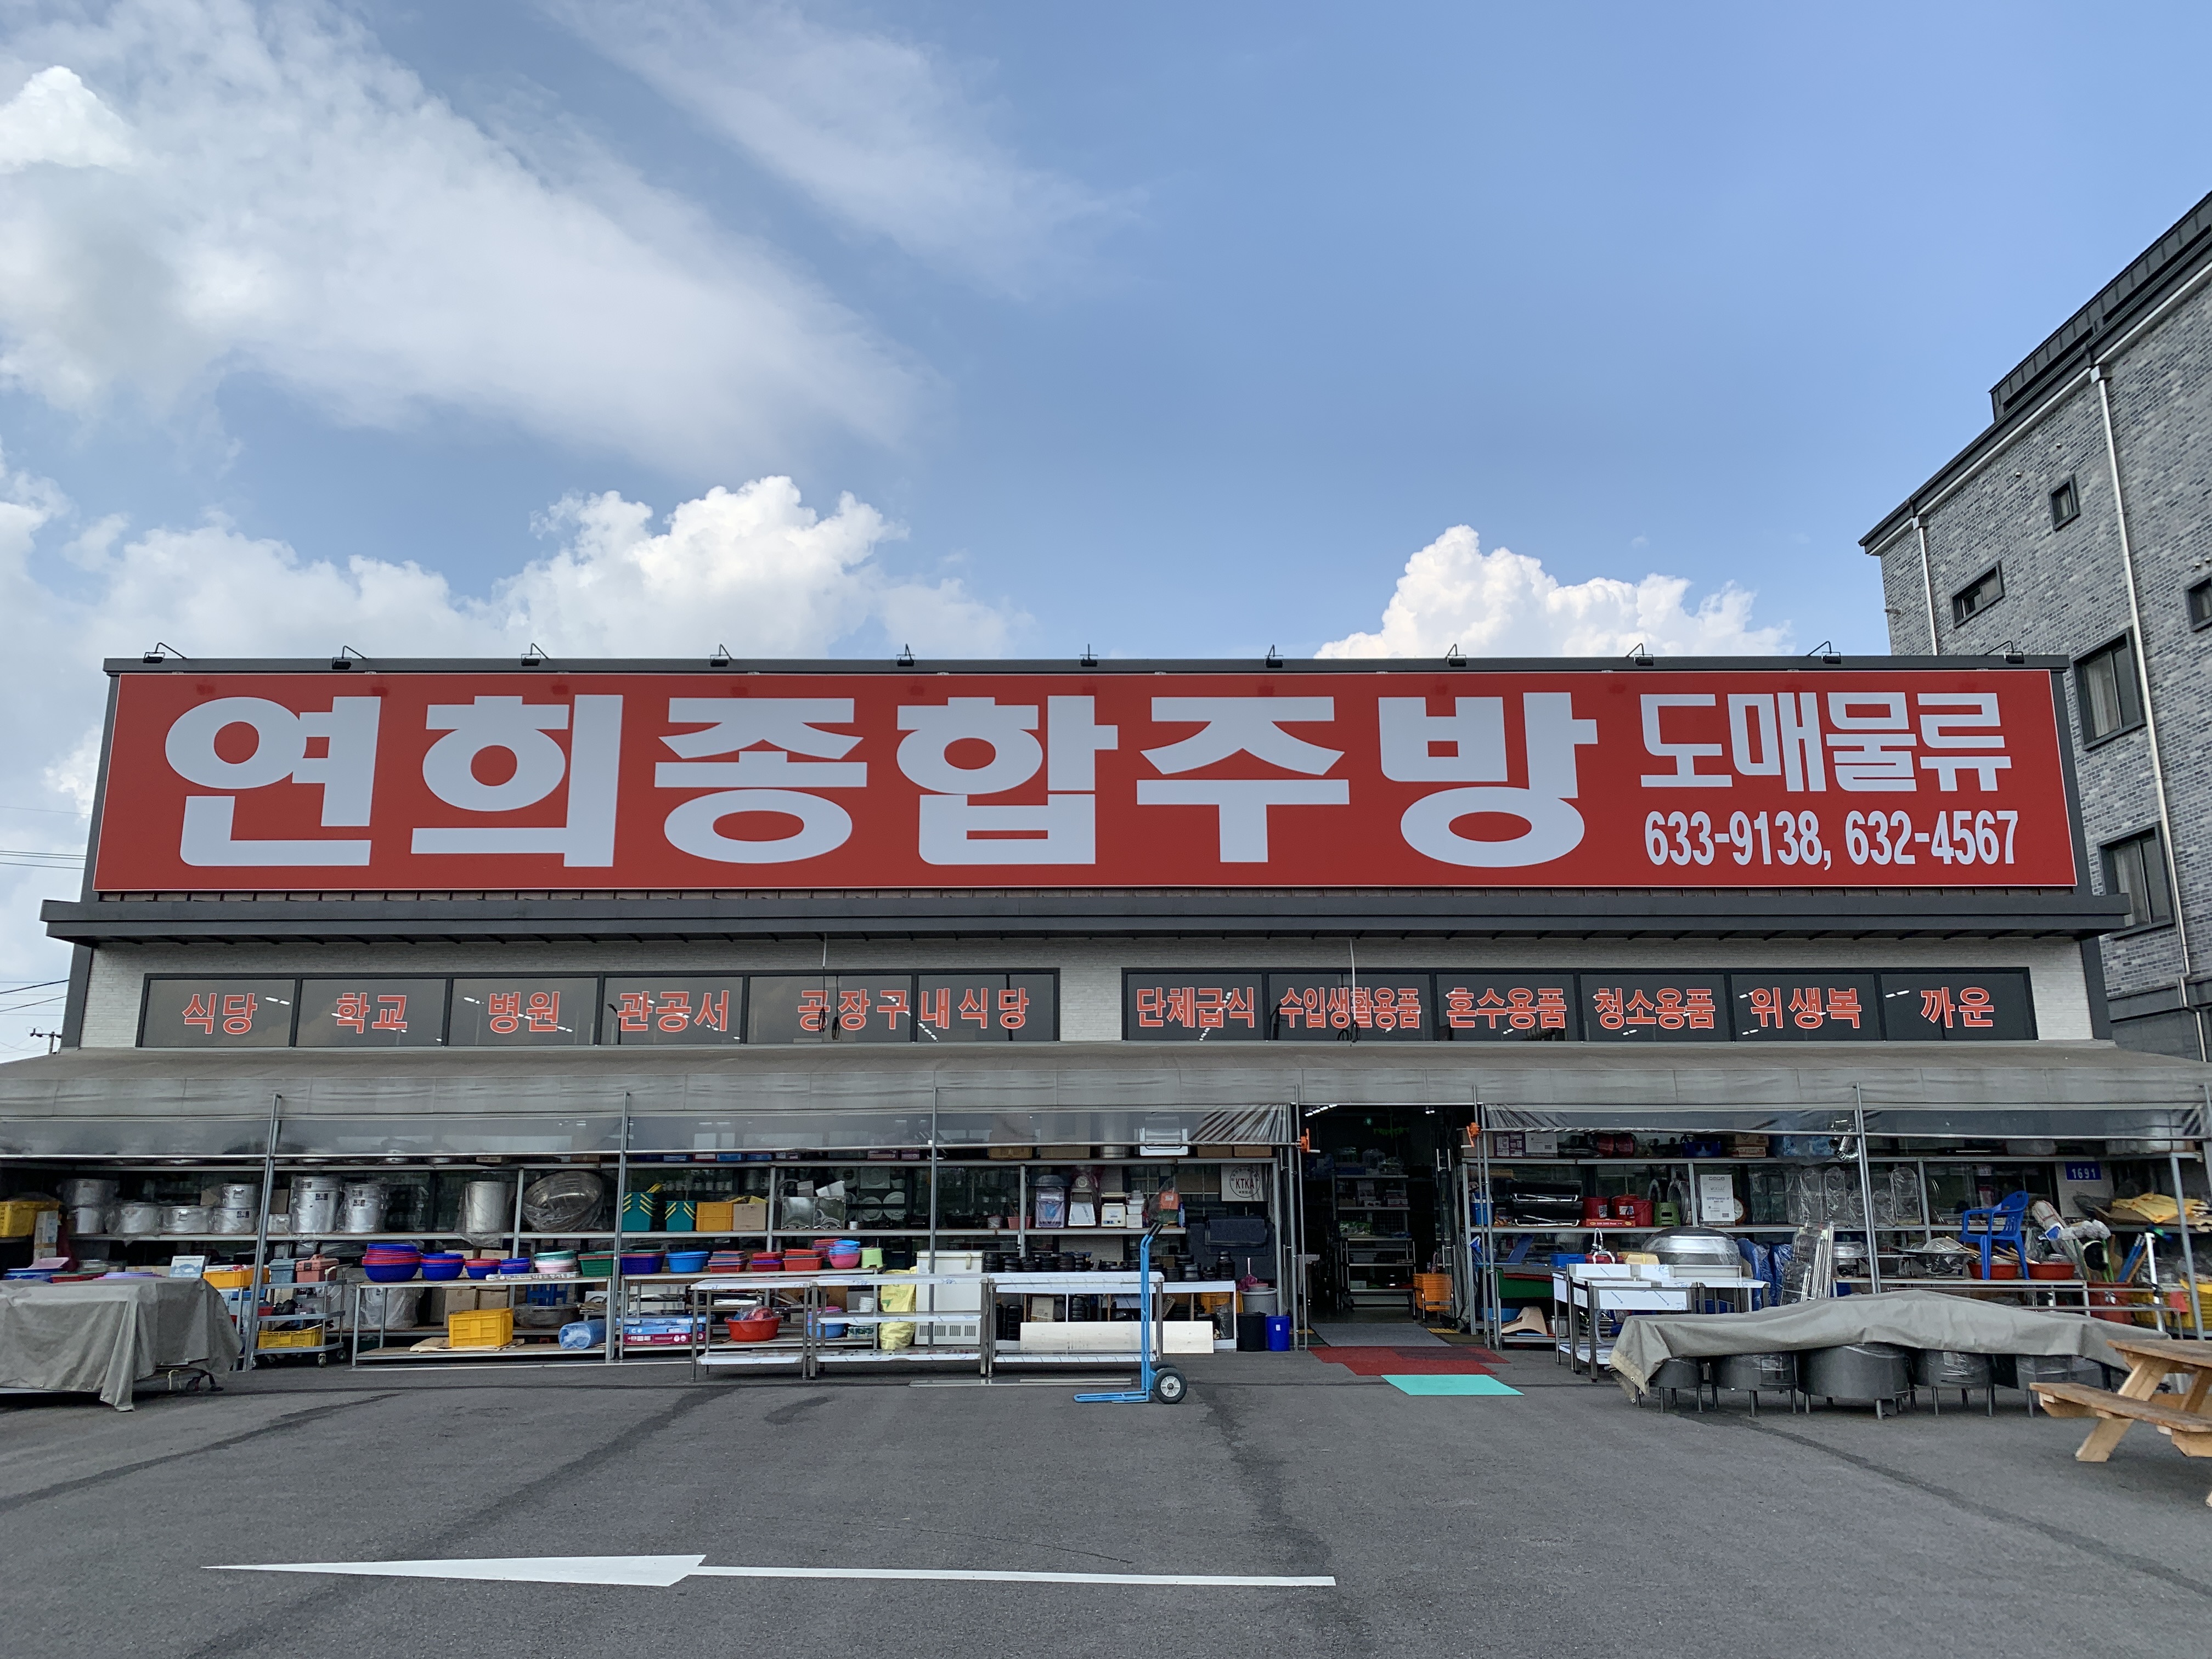 연희종합주방 도매물류
633-9138, 632-4567
식당 학교 병원 관공서 공장구내식당 단체급식 수입생활용품 혼수용품 청소용품 위생복 까운
KTKA
1691